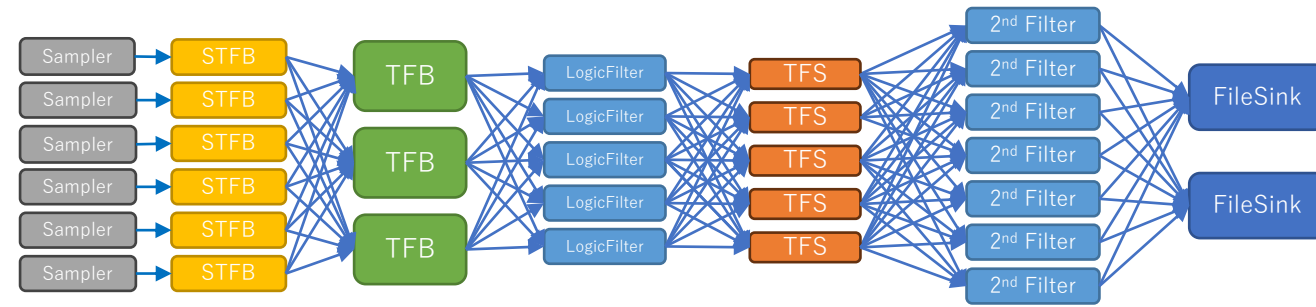 Sampler
Sampler
Sampler
Sampler
Sampler
Sampler
STFB
STFB
STFB
STFB
STFB
STFB
TFB
TFB
TFB
LogicFilter
LogicFilter
LogicFilter
LogicFilter
LogicFilter
TFS
TFS
TFS
TFS
TFS
2nd Filter
2nd Filter
2nd Filter
2nd Filter
2nd Filter
2nd Filter
2nd Filter
FileSink
FileSink